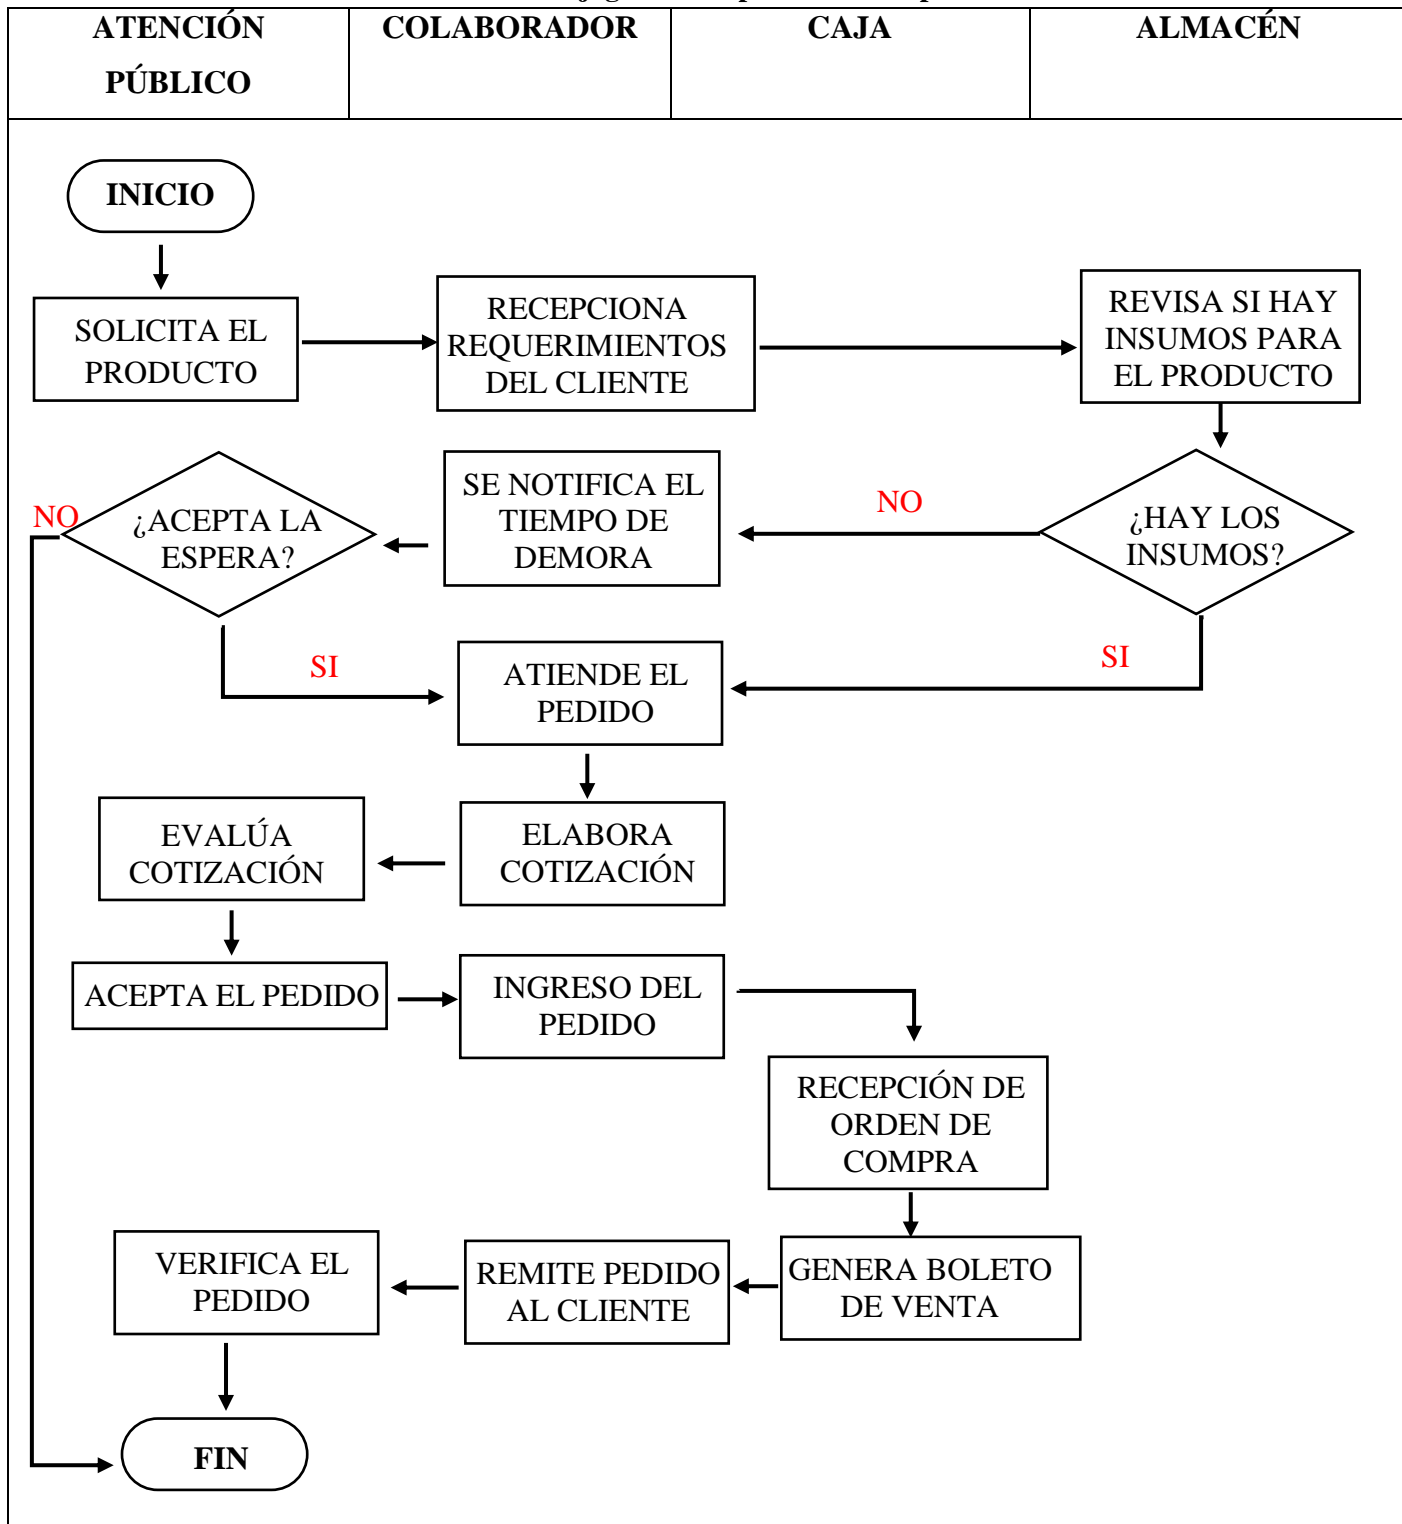 ATENCIÓN
PÚBLICO
COLABORADOR
CAJA
ALMACÉN
INICIO
SOLICITA EL
PRODUCTO
RECEPCIONA
REQUERIMIENTOS
DEL CLIENTE
REVISA SI HAY
INSUMOS PARA
EL PRODUCTO
NO
¿ACEPTA LA
ESPERA?
SE NOTIFICA EL
TIEMPO DE
DEMORA
NO
¿HAY LOS
INSUMOS?
SI
ATIENDE EL
PEDIDO
SI
EVALÚA
COTIZACIÓN
ELABORA
COTIZACIÓN
ACEPTA EL PEDIDO
INGRESO DEL
PEDIDO
RECEPCIÓN DE
ORDEN DE
COMPRA
VERIFICA EL
PEDIDO
REMITE PEDIDO
AL CLIENTE
GENERA BOLETO
DE VENTA
FIN